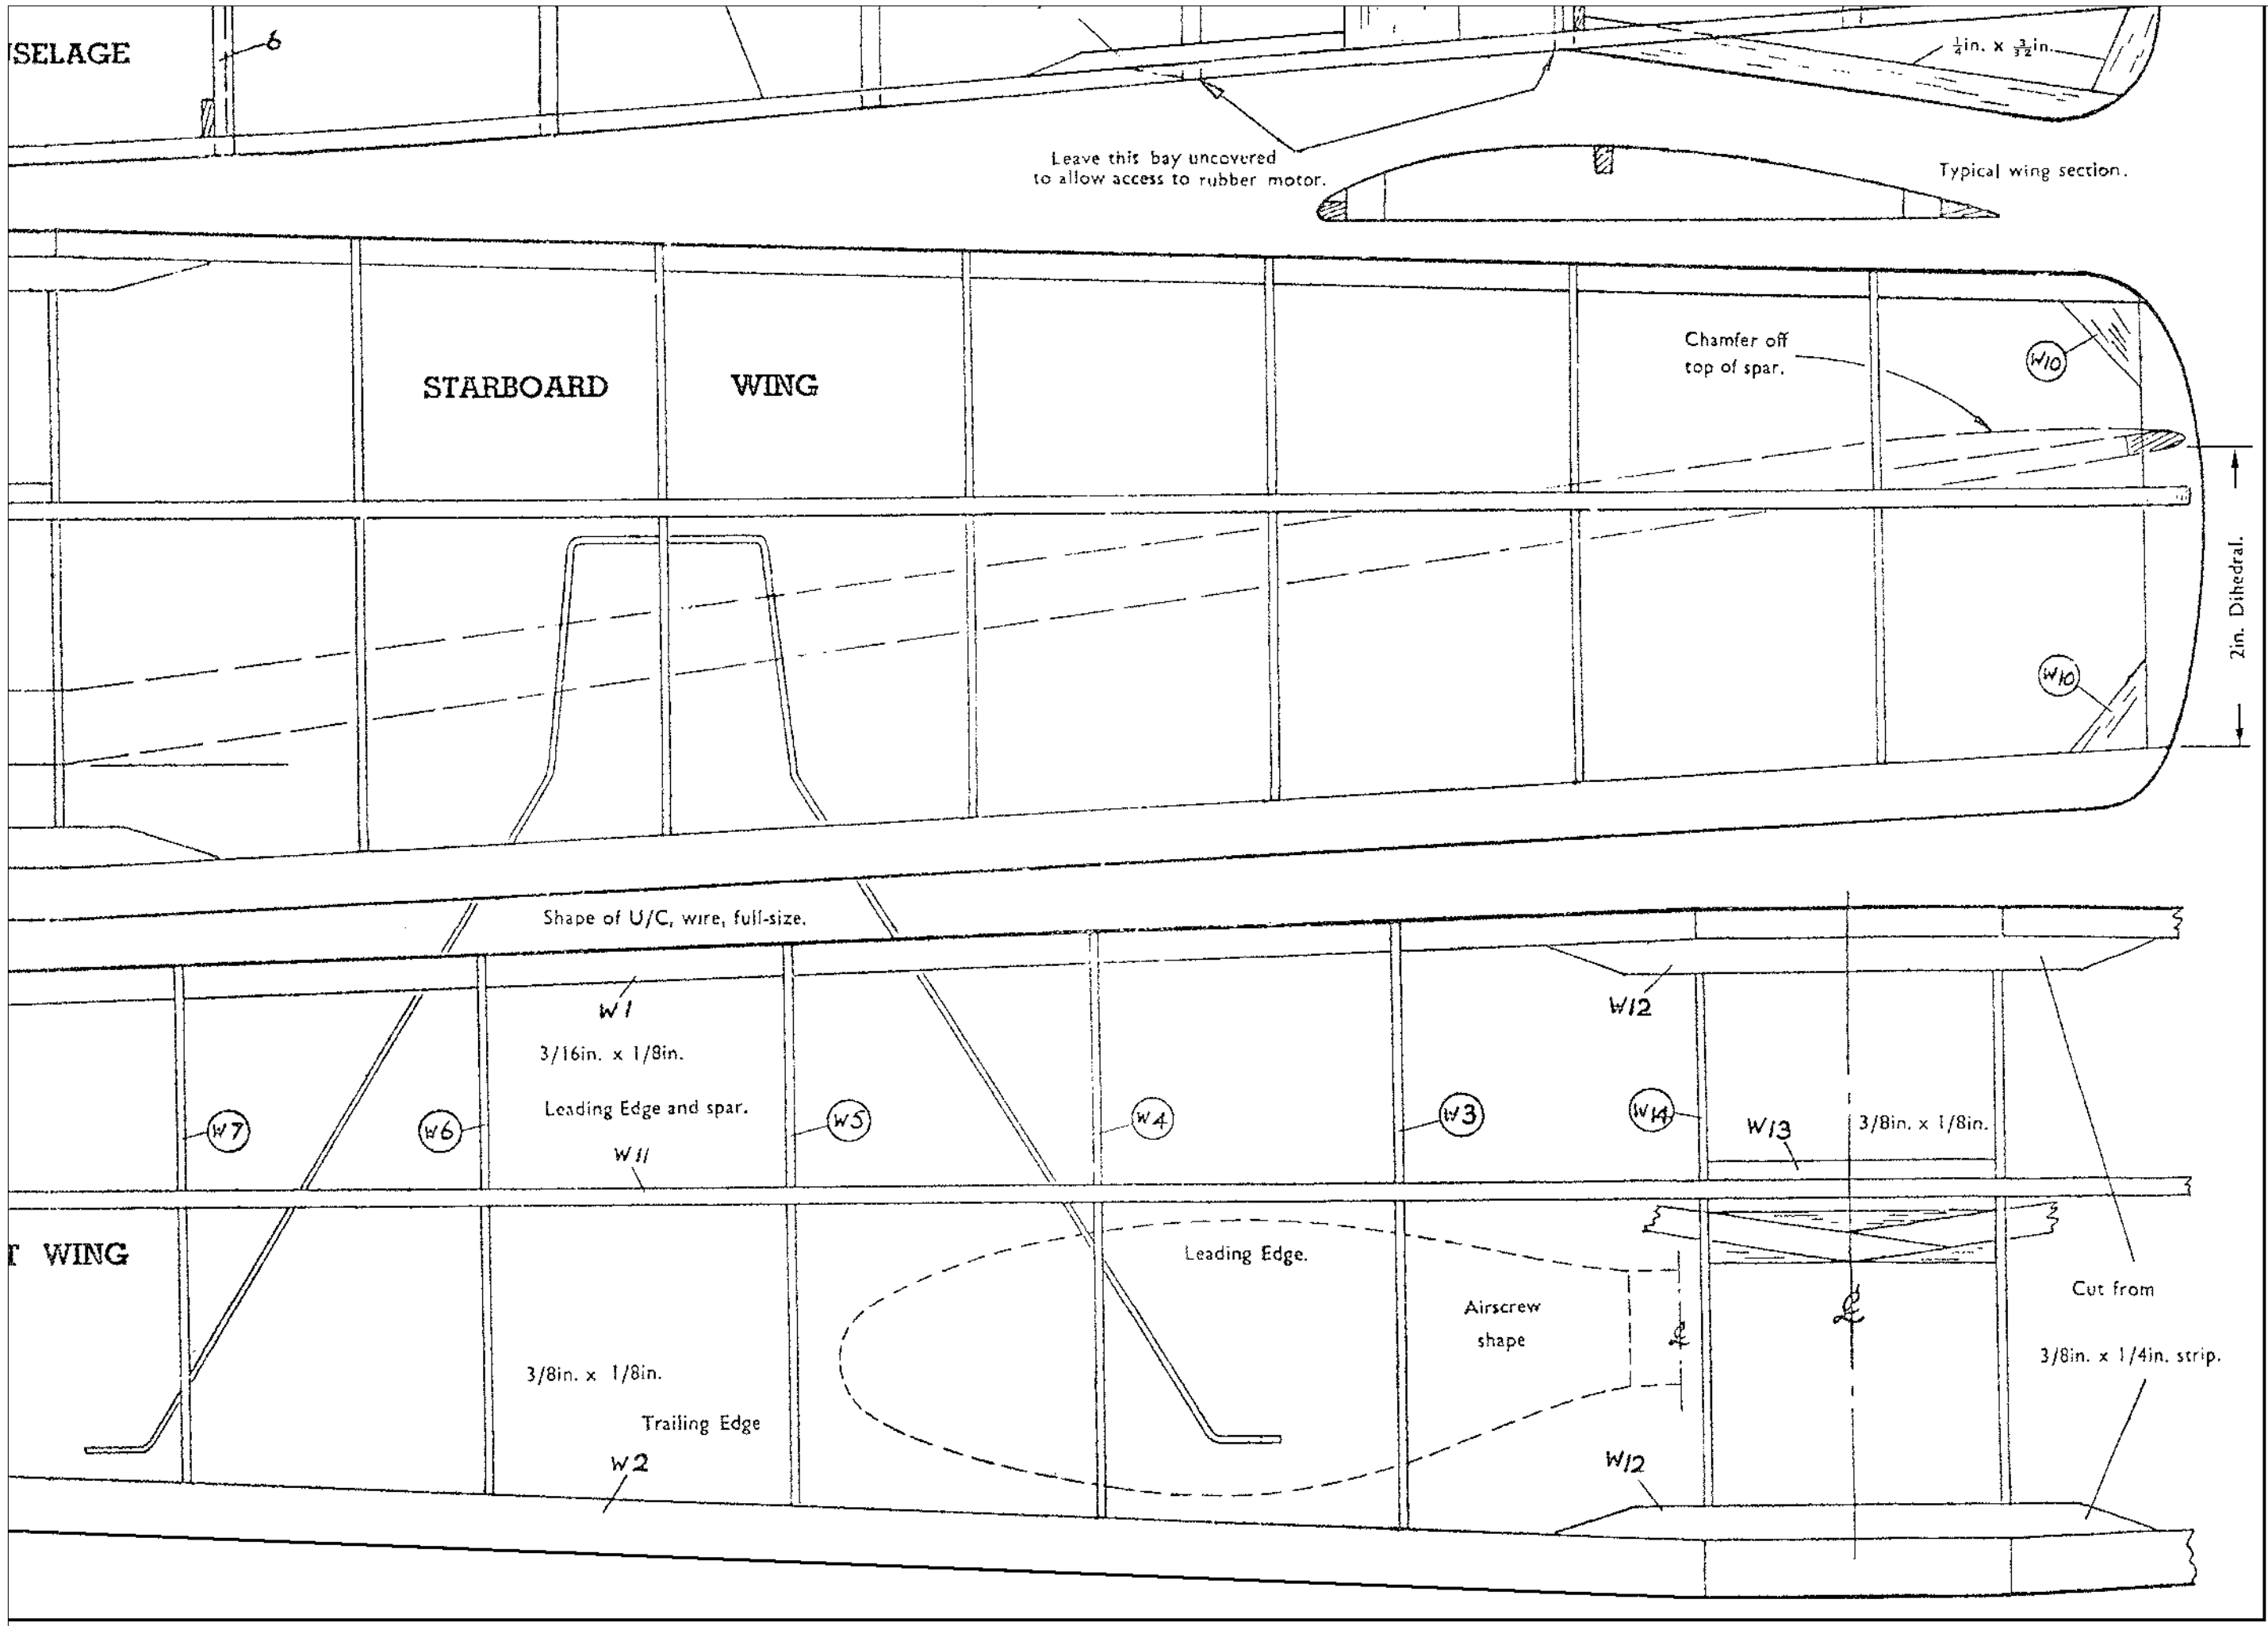 USELAGE
6
1/4in. x 3/32in.
Leave this bay uncovered
to allow access to rubber motor.
Typical wing section.
Chamfer off
top of spar.
W10
STARBOARD WING
2in. Dihedral.
W10
Shape of U/C, wire, full-size.
W1
W12
3/16in. x 1/8in.
Leading Edge and spar.
W7
W6
W5
W4
W3
W14
W13
3/8in. x 1/8in.
W11
T WING
Leading Edge.
Airscrew
shape
℄
℄
Cut from
3/8in. x 1/4in. strip.
3/8in. x 1/8in.
Trailing Edge
W2
W12